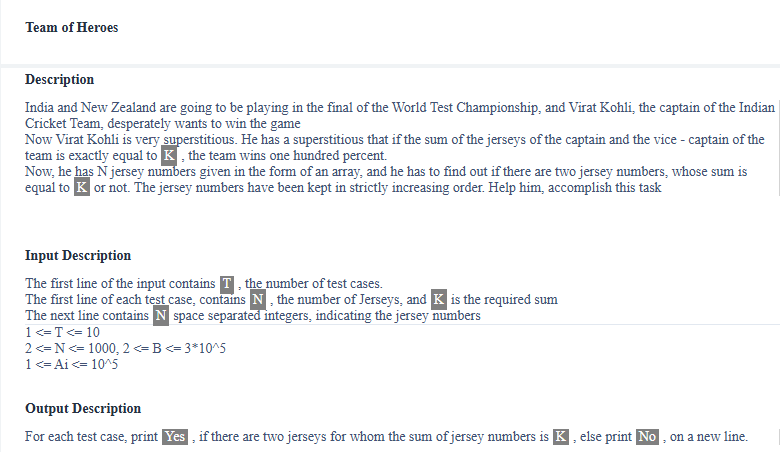 Team of Heroes
Description
India and New Zealand are going to be playing in the final of the World Test Championship, and Virat Kohli, the captain of the Indian
Cricket Team, desperately wants to win the game
Now Virat Kohli is very superstitious. He has a superstitious that if the sum of the jerseys of the captain and the vice - captain of the
team is exactly equal to K , the team wins one hundred percent.
Now, he has N jersey numbers given in the form of an array, and he has to find out if there are two jersey numbers, whose sum is
equal to K or not. The jersey numbers have been kept in strictly increasing order. Help him, accomplish this task
Input Description
The first line of the input contains T , the number of test cases.
The first line of each test case, contains N , the number of Jerseys, and K is the required sum
The next line contains N space separated integers, indicating the jersey numbers
1 <= T <= 10
2 <= N <= 1000, 2 <= B <= 3*10^5
1 <= Ai <= 10^5
Output Description
For each test case, print Yes , if there are two jerseys for whom the sum of jersey numbers is K , else print No , on a new line.